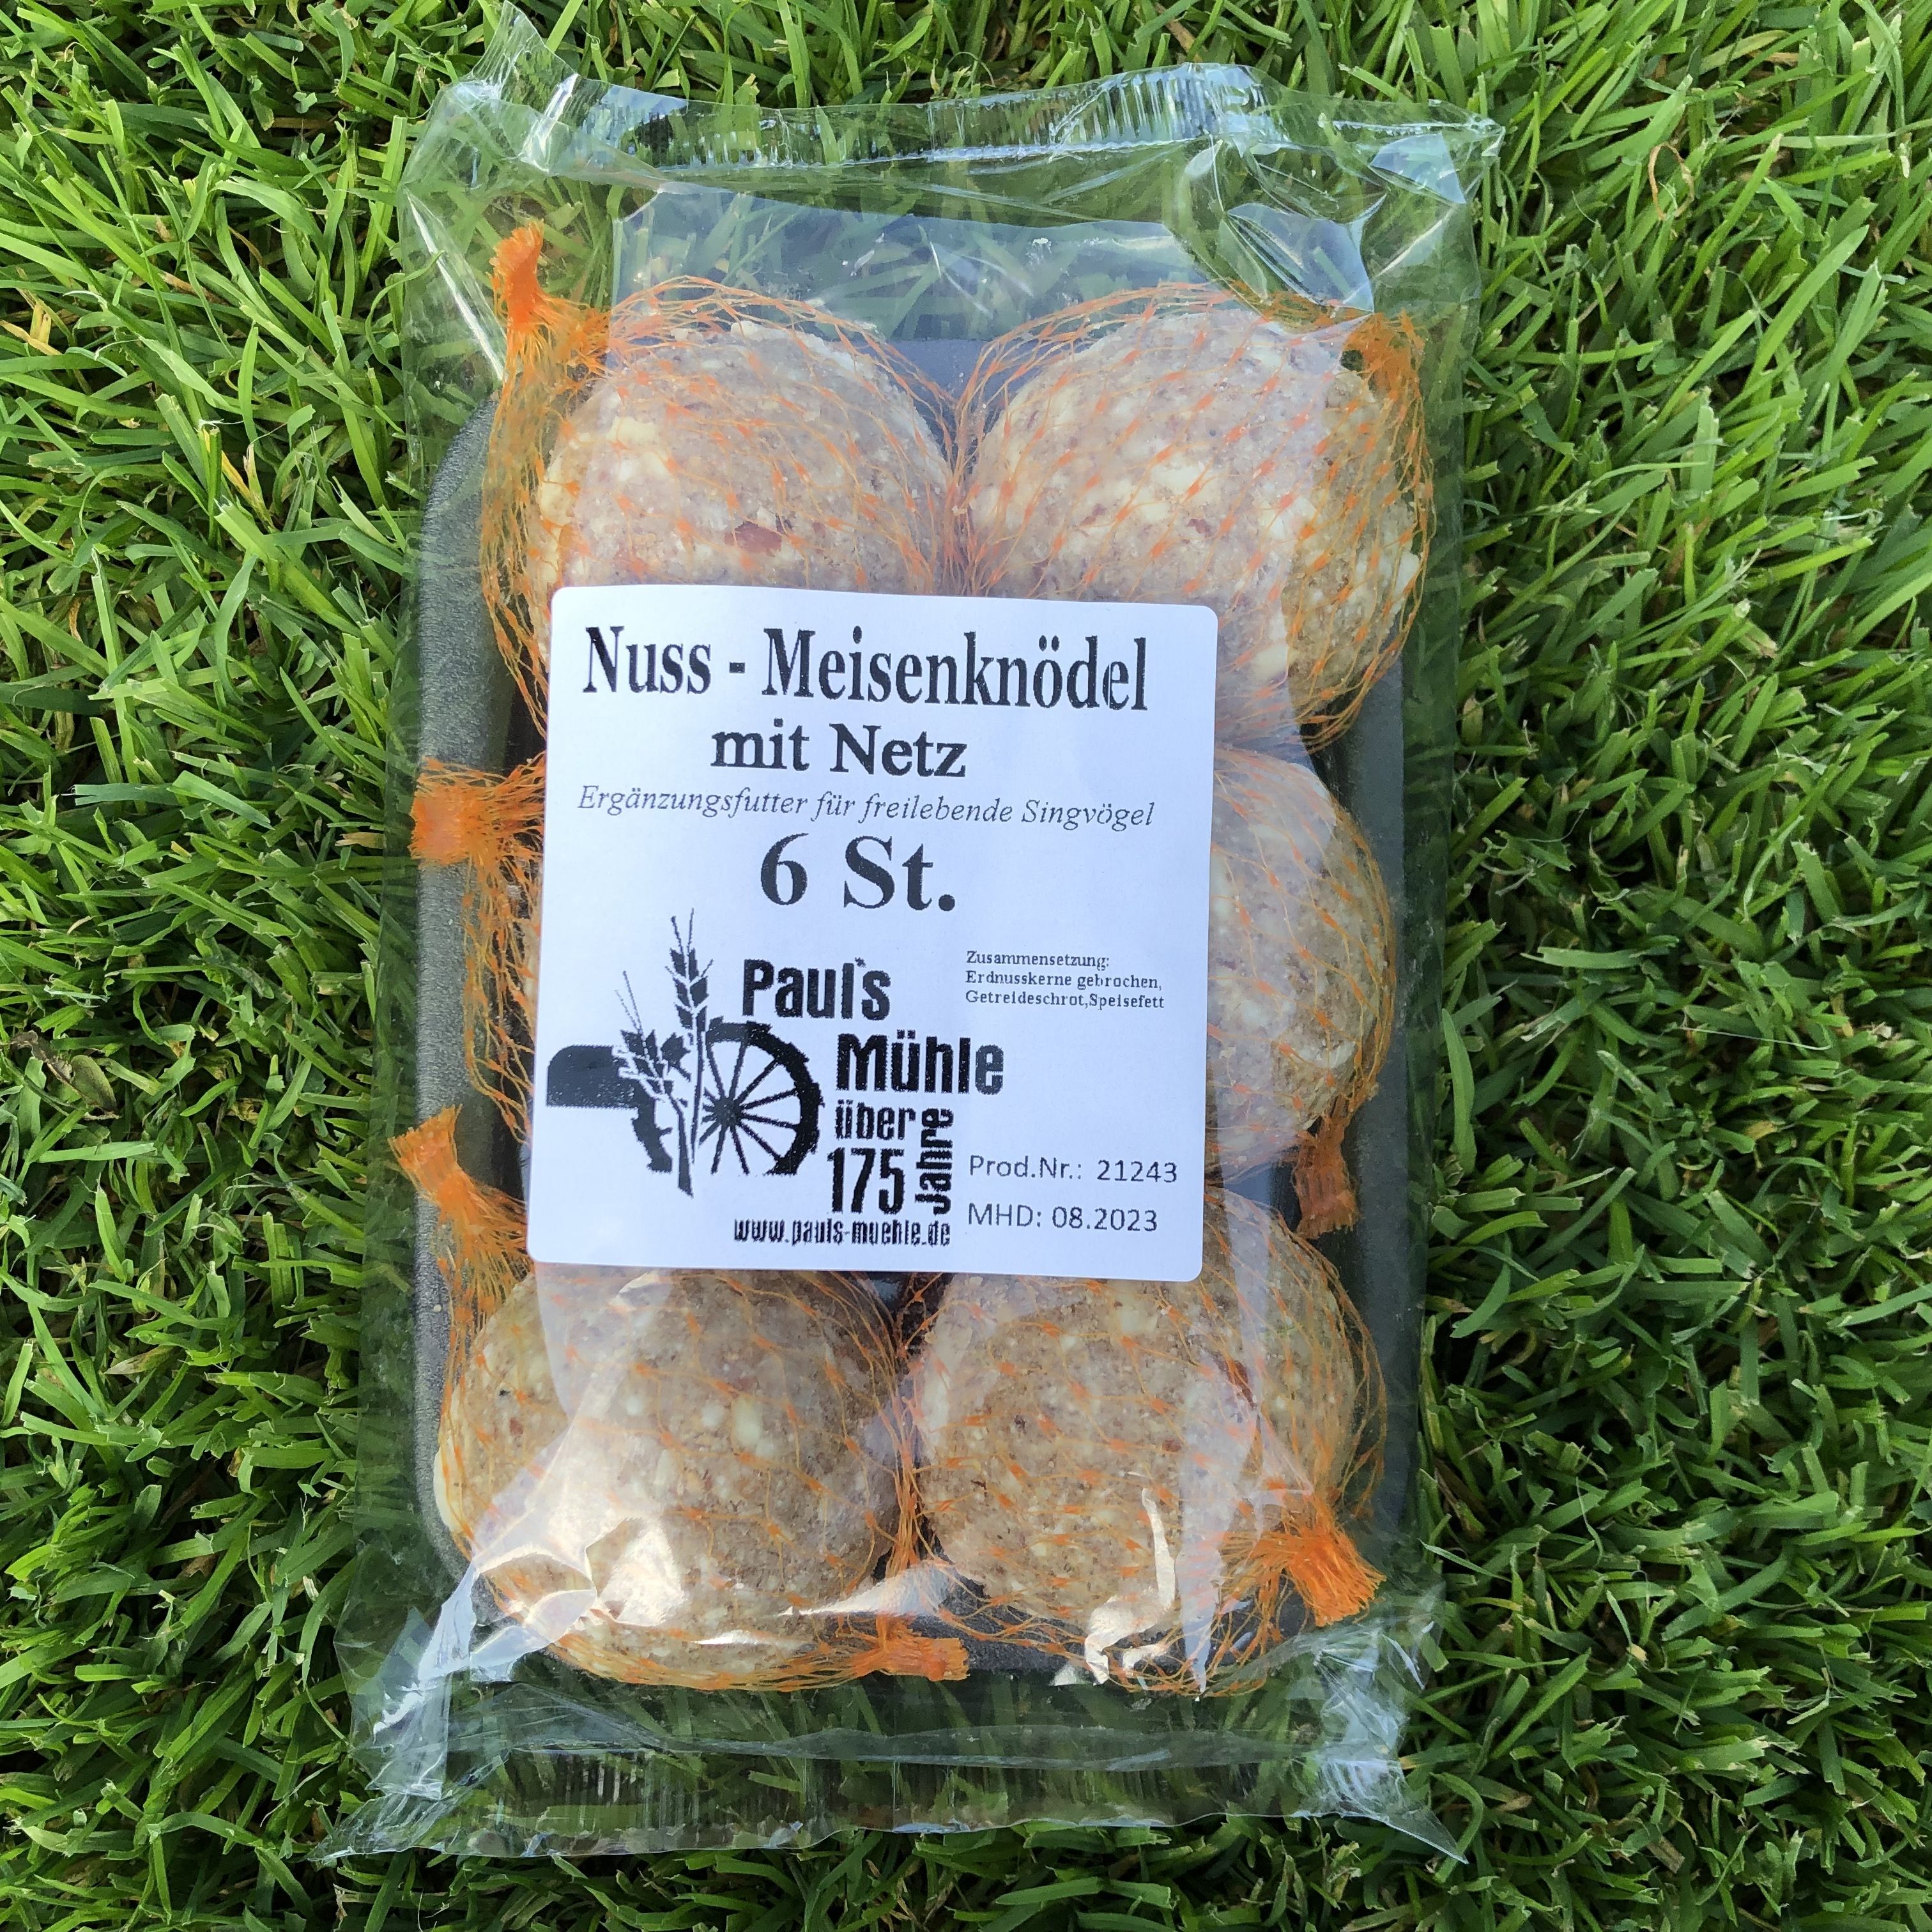 Nuss - Meisenknödel
mit Netz
Ergänzungsfutter für freilebende Singvögel
6 St.
Paul's
Mühle
über
175
Jahre
www.pauls-muehle.de
Zusammensetzung:
Erdnusskerne gebrochen,
Getreideschrot,Speisefett
Prod.Nr.: 21243
MHD: 08.2023